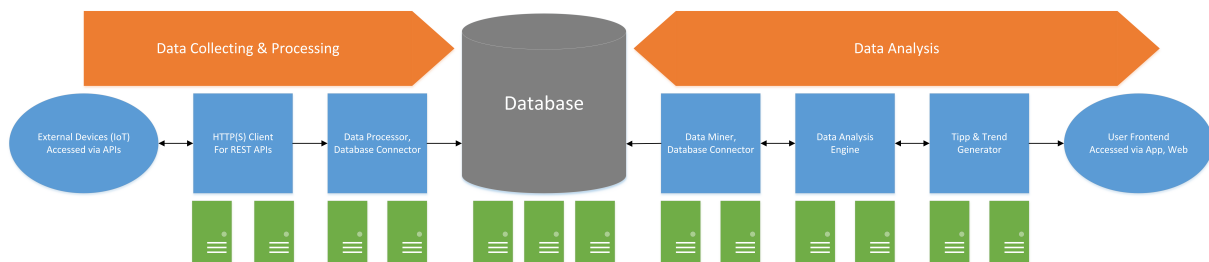 Data Collecting & Processing
Data Analysis
Database
External Devices (IoT)
Accessed via APIs
HTTP(S) Client
For REST APIs
Data Processor,
Database Connector
Data Miner,
Database Connector
Data Analysis
Engine
Tipp & Trend
Generator
User Frontend
Accessed via App, Web